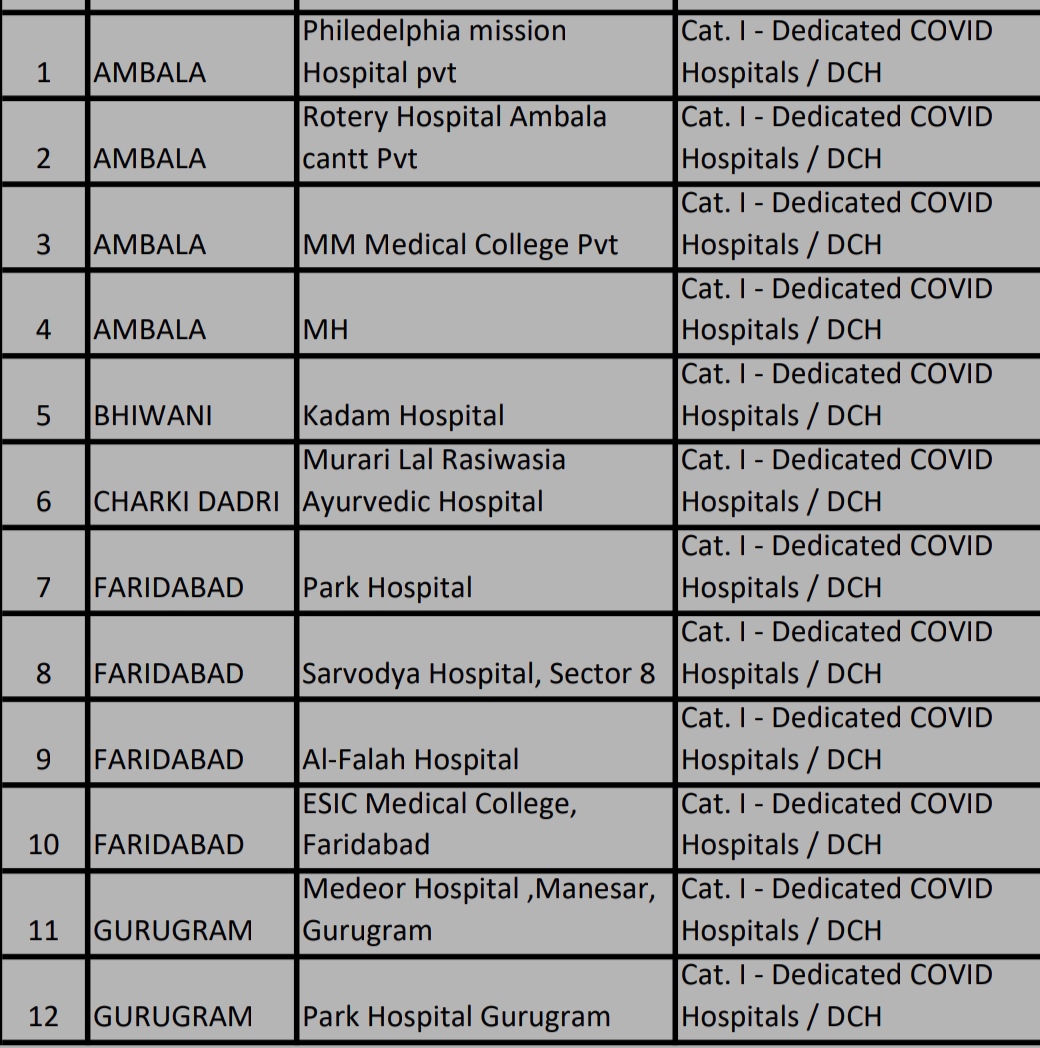 Philedelphia mission Cat. I - Dedicated COVID
1 AMBALA Hospital pvt Hospitals / DCH
Rotery Hospital Ambala Cat. I - Dedicated COVID
2 AMBALA cantt Pvt Hospitals / DCH
Cat. I - Dedicated COVID
3 AMBALA MM Medical College Pvt Hospitals / DCH
Cat. I - Dedicated COVID
4 AMBALA MH Hospitals / DCH
Cat. I - Dedicated COVID
5 BHIWANI Kadam Hospital Hospitals / DCH
Murari Lal Rasiwasia Cat. I - Dedicated COVID
6 CHARKI DADRI Ayurvedic Hospital Hospitals / DCH
Cat. I - Dedicated COVID
7 FARIDABAD Park Hospital Hospitals / DCH
Cat. I - Dedicated COVID
8 FARIDABAD Sarvodya Hospital, Sector 8 Hospitals / DCH
Cat. I - Dedicated COVID
9 FARIDABAD Al-Falah Hospital Hospitals / DCH
ESIC Medical College, Cat. I - Dedicated COVID
10 FARIDABAD Faridabad Hospitals / DCH
Medeor Hospital ,Manesar, Cat. I - Dedicated COVID
11 GURUGRAM Gurugram Hospitals / DCH
Cat. I - Dedicated COVID
12 GURUGRAM Park Hospital Gurugram Hospitals / DCH